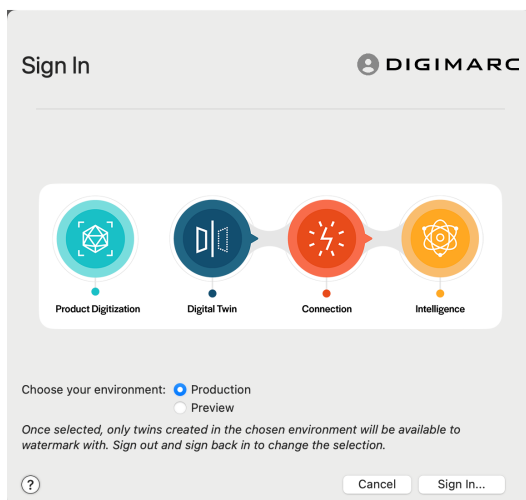 Sign In
DIGIMARC
Product Digitization
Digital Twin
Connection
Intelligence
Choose your environment: Production
Preview
Once selected, only twins created in the chosen environment will be available to
watermark with. Sign out and sign back in to change the selection.
?
Cancel
Sign In...